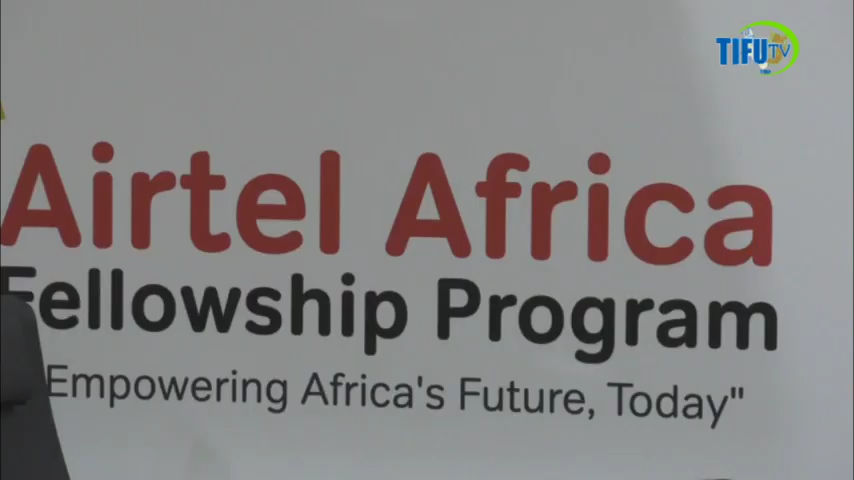 TIFU TV
Airtel Africa
Fellowship Program
Empowering Africa's Future, Today"